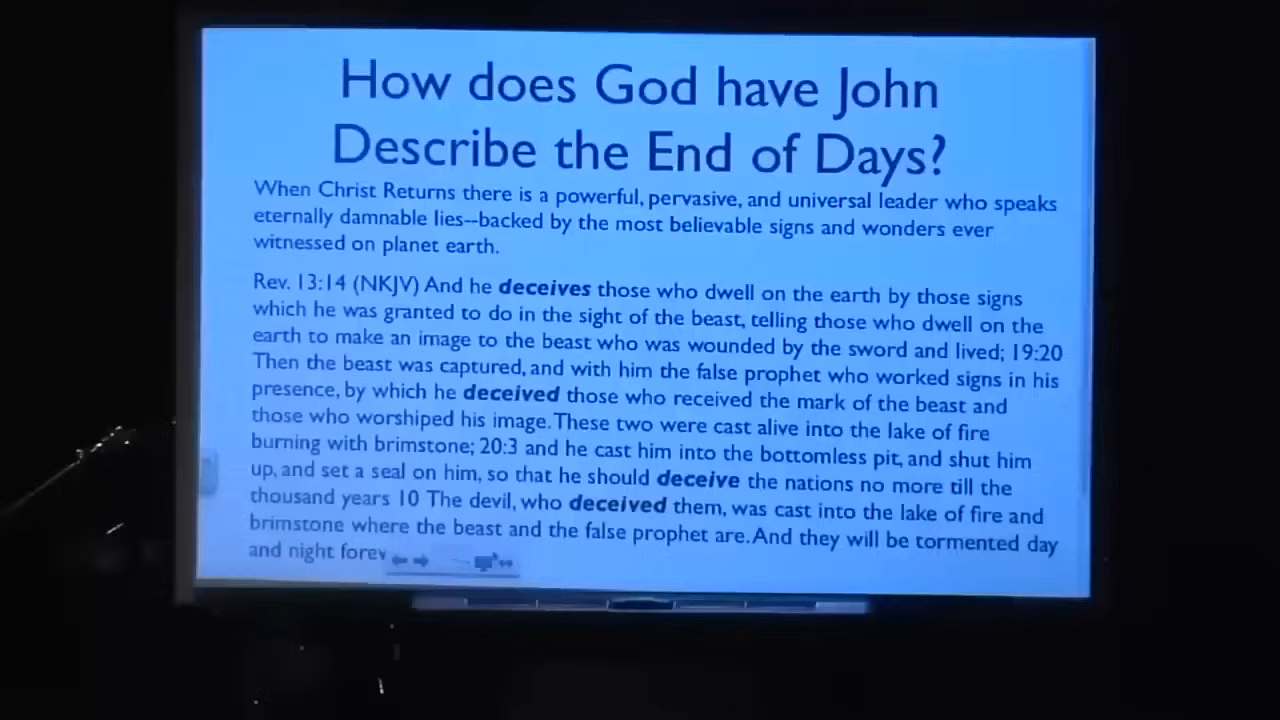 How does God have John
Describe the End of Days?
When Christ Returns there is a powerful, pervasive, and universal leader who speaks
eternally damnable lies--backed by the most believable signs and wonders ever
witnessed on planet earth.
Rev. 13:14 (NKJV) And he deceives those who dwell on the earth by those signs
which he was granted to do in the sight of the beast, telling those who dwell on the
earth to make an image to the beast who was wounded by the sword and lived; 19:20
Then the beast was captured, and with him the false prophet who worked signs in his
presence, by which he deceived those who received the mark of the beast and
those who worshiped his image. These two were cast alive into the lake of fire
burning with brimstone; 20:3 and he cast him into the bottomless pit, and shut him
up, and set a seal on him, so that he should deceive the nations no more till the
thousand years 10 The devil, who deceived them, was cast into the lake of fire and
brimstone where the beast and the false prophet are. And they will be tormented day
and night forev